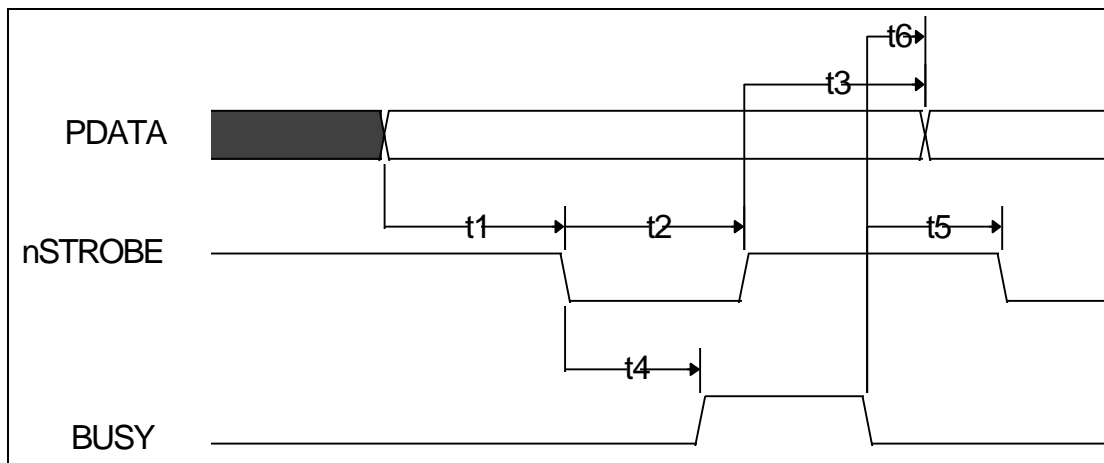 t6
t3
PDATA
t1 t2 t5
nSTROBE
t4
BUSY